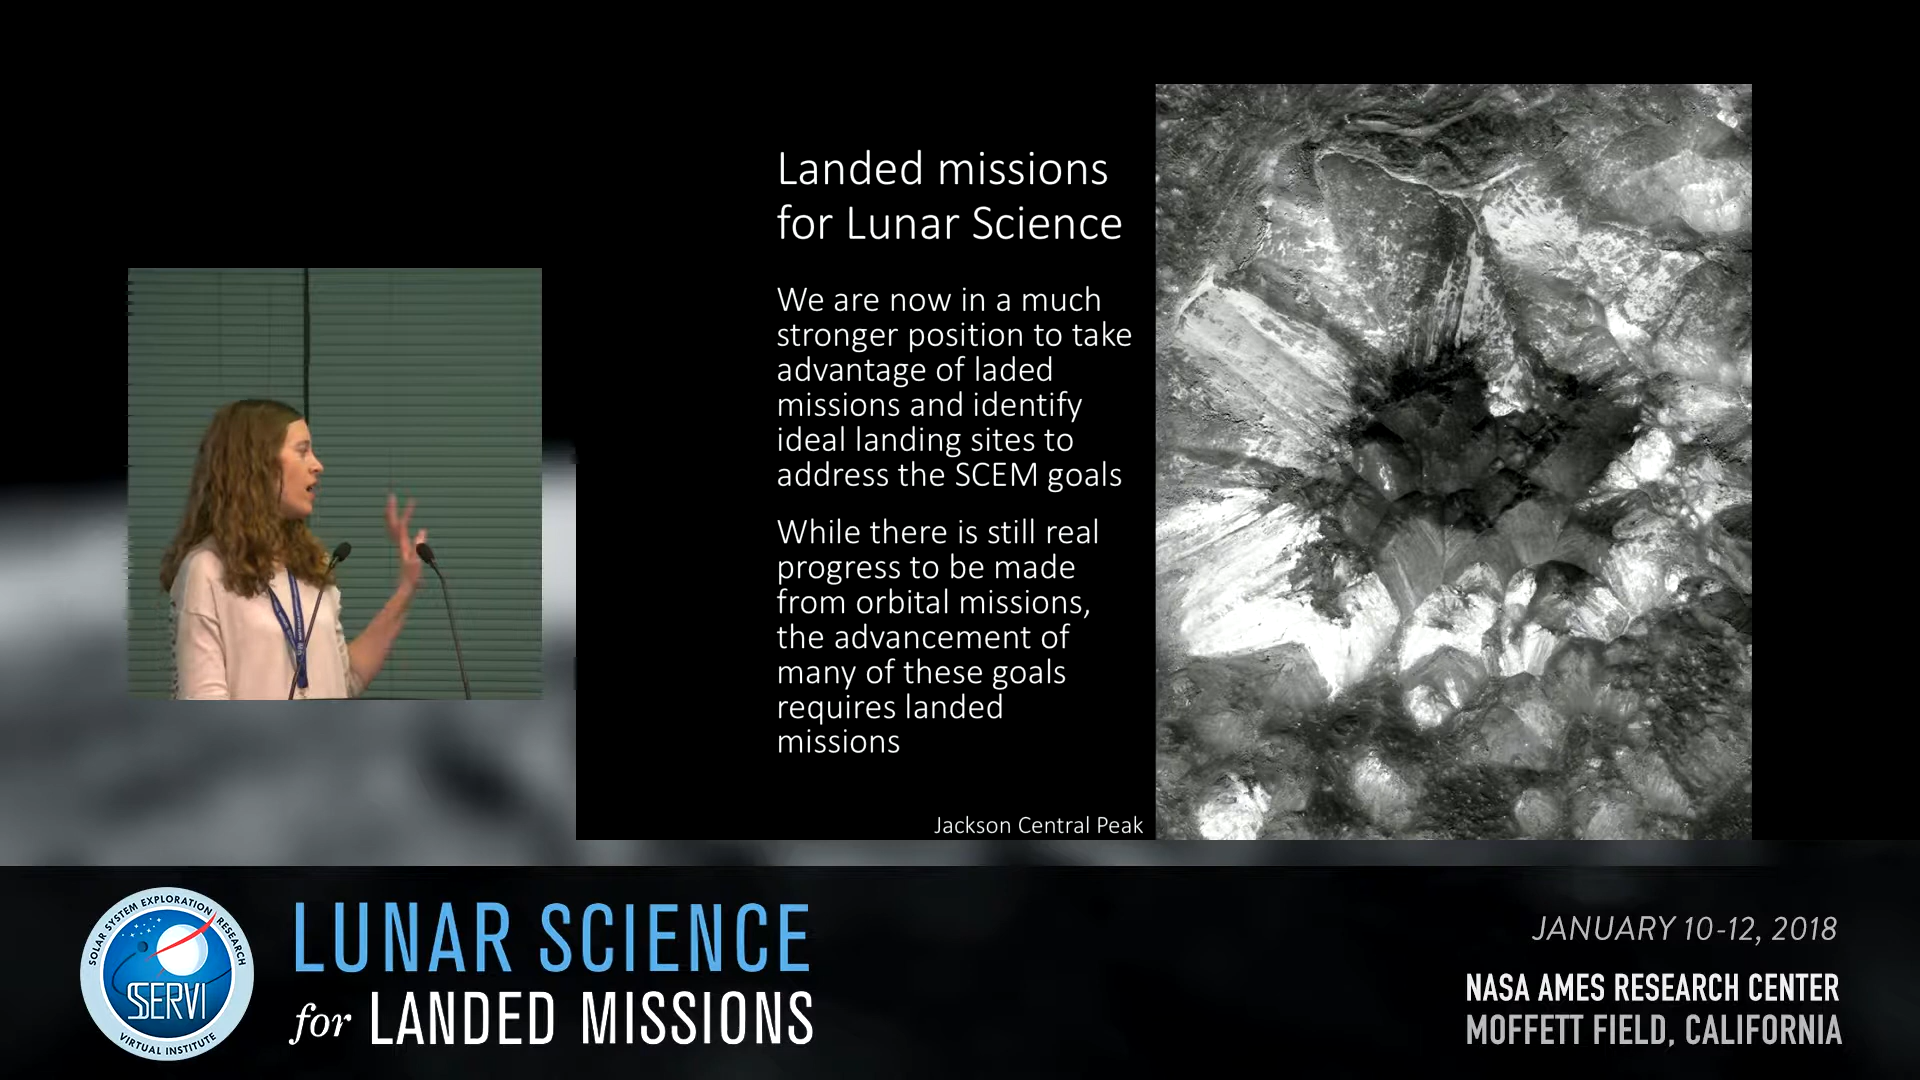 Landed missions
for Lunar Science
We are now in a much
stronger position to take
advantage of laded
missions and identify
ideal landing sites to
address the SCEM goals
While there is still real
progress to be made
from orbital missions,
the advancement of
many of these goals
requires landed
missions
Jackson Central Peak
SOLAR SYSTEM EXPLORATION RESEARCH
SSERVI
VIRTUAL INSTITUTE
LUNAR SCIENCE
for LANDED MISSIONS
JANUARY 10-12, 2018
NASA AMES RESEARCH CENTER
MOFFETT FIELD, CALIFORNIA